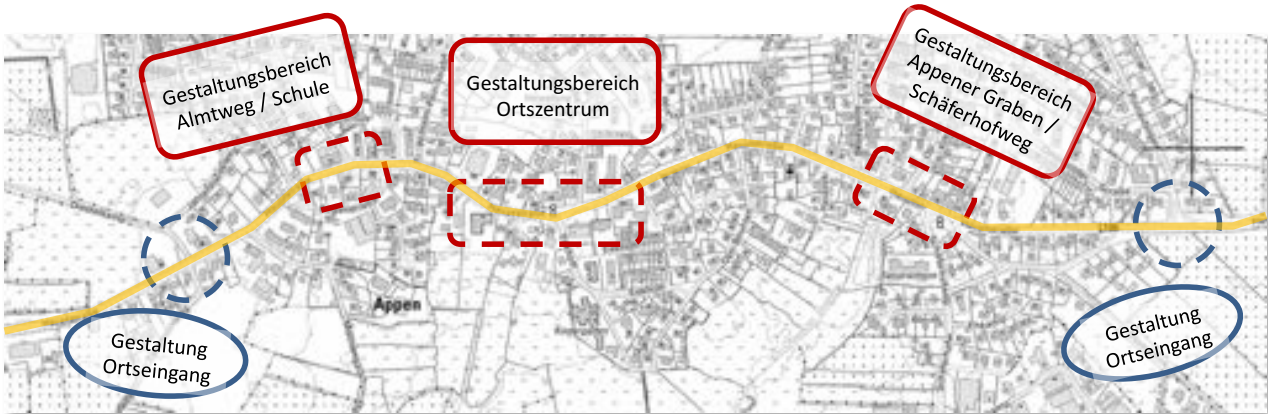 Gestaltungsbereich
Almtweg / Schule
Gestaltungsbereich
Ortszentrum
Gestaltungsbereich
Appener Graben /
Schäferhofweg
Appen
Gestaltung
Ortseingang
Gestaltung
Ortseingang